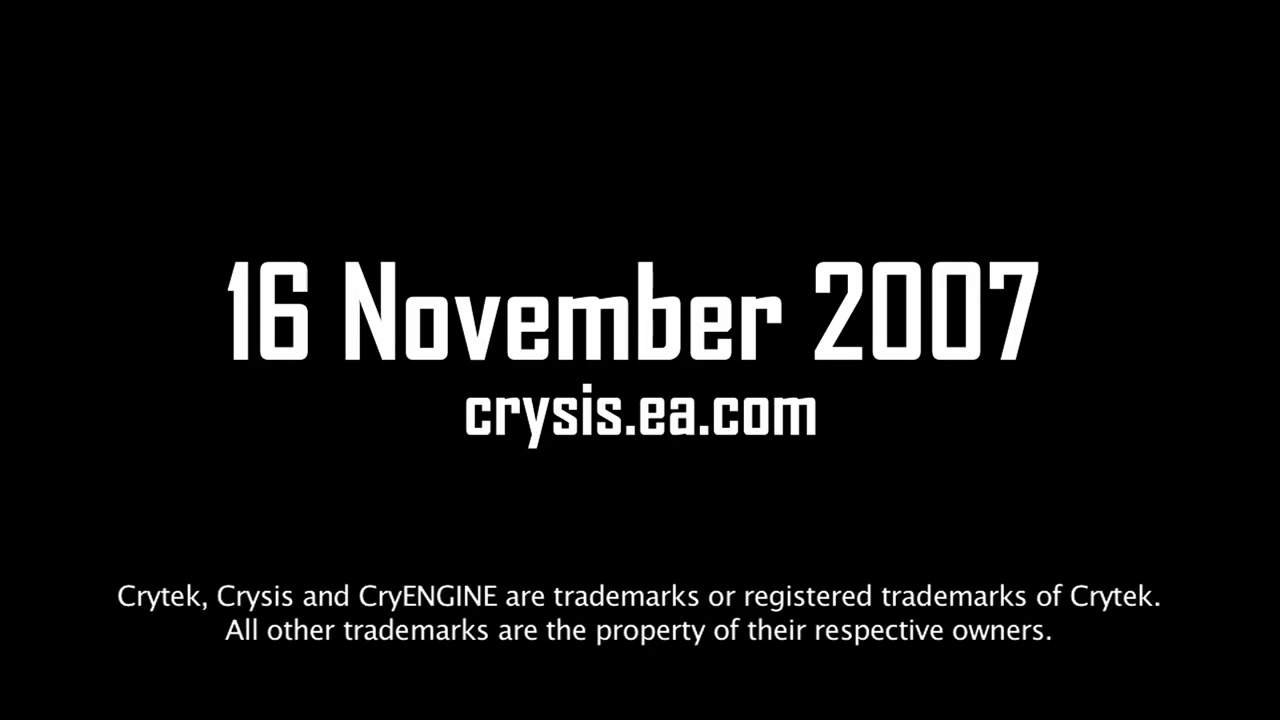 16 November 2007
crysis.ea.com
Crytek, Crysis and CryENGINE are trademarks or registered trademarks of Crytek.
All other trademarks are the property of their respective owners.